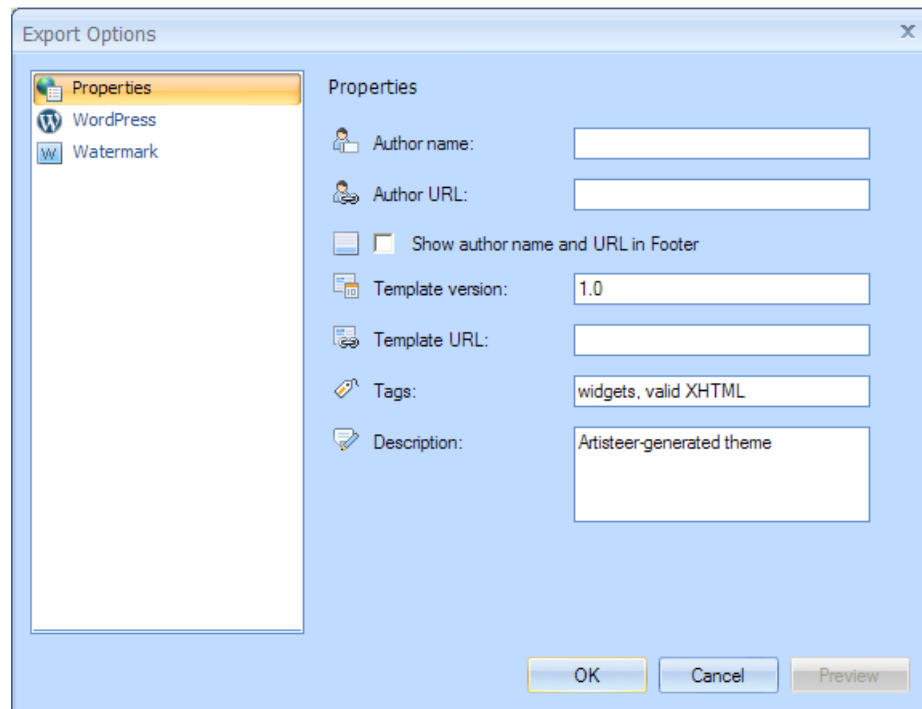 Export Options
Properties
WordPress
Watermark
Properties
Author name:
Author URL:
Show author name and URL in Footer
Template version:
1.0
Template URL:
Tags:
widgets, valid XHTML
Description:
Artisteer-generated theme
OK
Cancel
Preview